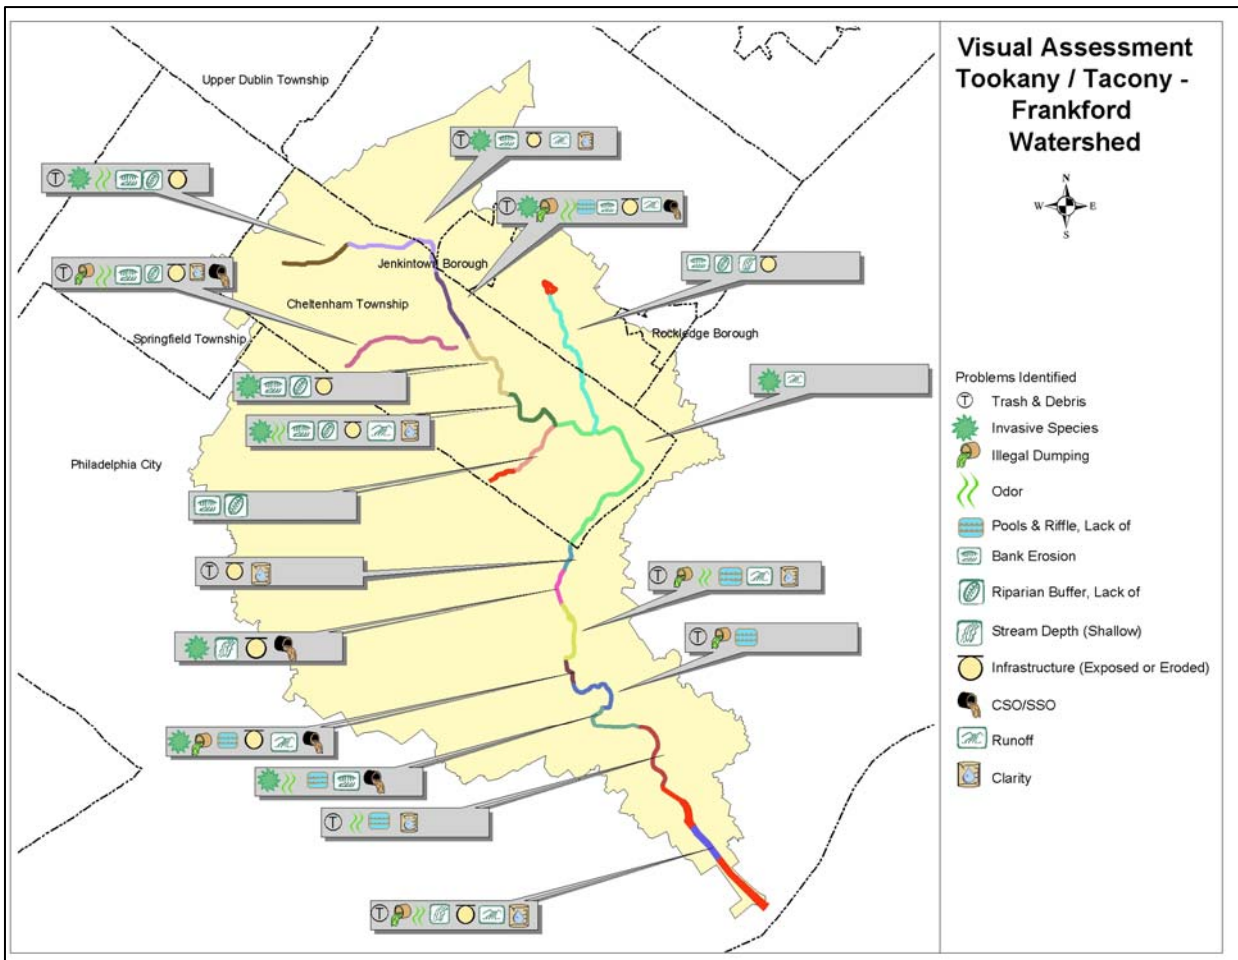 Visual Assessment
Tookany / Tacony -
Frankford
Watershed
N
W E
S
Upper Dublin Township
Jenkintown Borough
Cheltenham Township
Springfield Township
Rockledge Borough
Philadelphia City
T
T
T
T
T
T
T
T
T
Problems Identified
T Trash & Debris
Invasive Species
Illegal Dumping
Odor
Pools & Riffle, Lack of
Bank Erosion
Riparian Buffer, Lack of
Stream Depth (Shallow)
Infrastructure (Exposed or Eroded)
CSO/SSO
Runoff
Clarity